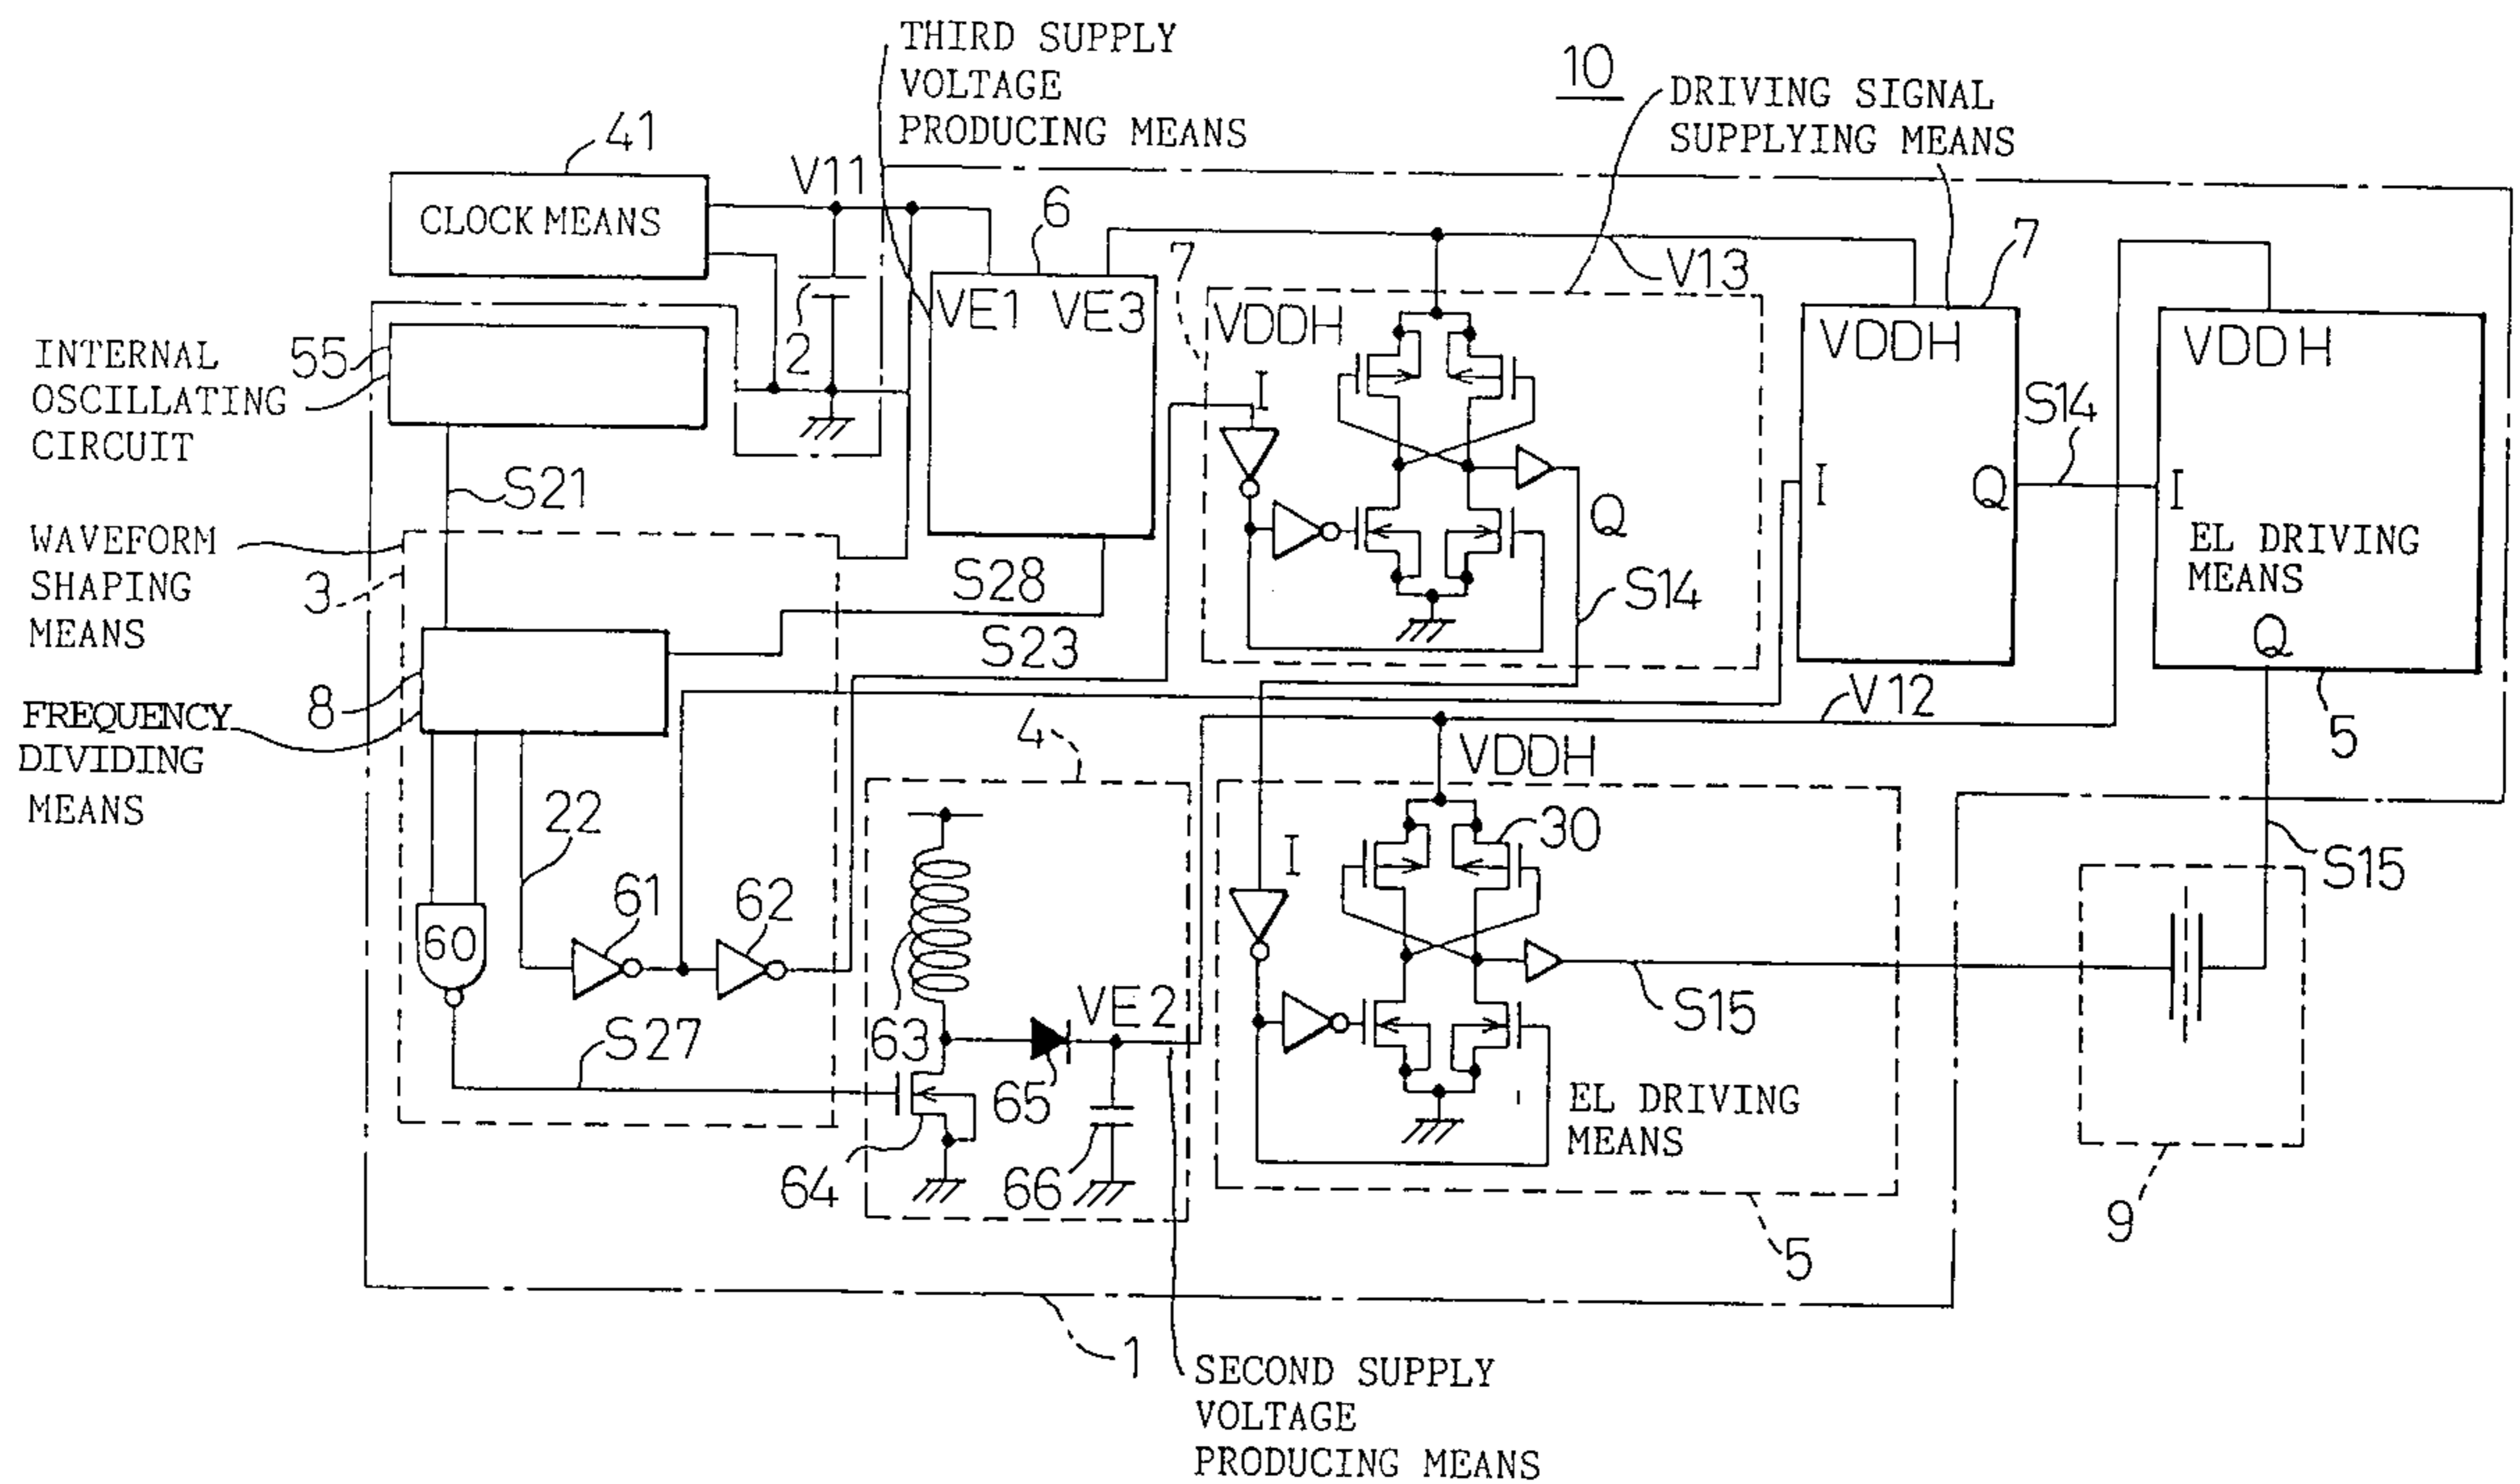 THIRD SUPPLY
VOLTAGE
PRODUCING MEANS
10
DRIVING SIGNAL
SUPPLYING MEANS
41
CLOCK MEANS
V11
6
7
V13
7
2
VE1 VE3
VDDH
I
VDDH
VDDH
INTERNAL
OSCILLATING
CIRCUIT
55
S14
S21
I
Q
I
Q
WAVEFORM
SHAPING
MEANS
3
S28
S14
EL DRIVING
MEANS
S23
Q
8
FREQUENCY
DIVIDING
MEANS
V12
5
4
VDDH
22
30
I
S15
61
62
60
63
VE2
S15
S27
65
EL DRIVING
MEANS
64
66
9
5
1
SECOND SUPPLY
VOLTAGE
PRODUCING MEANS